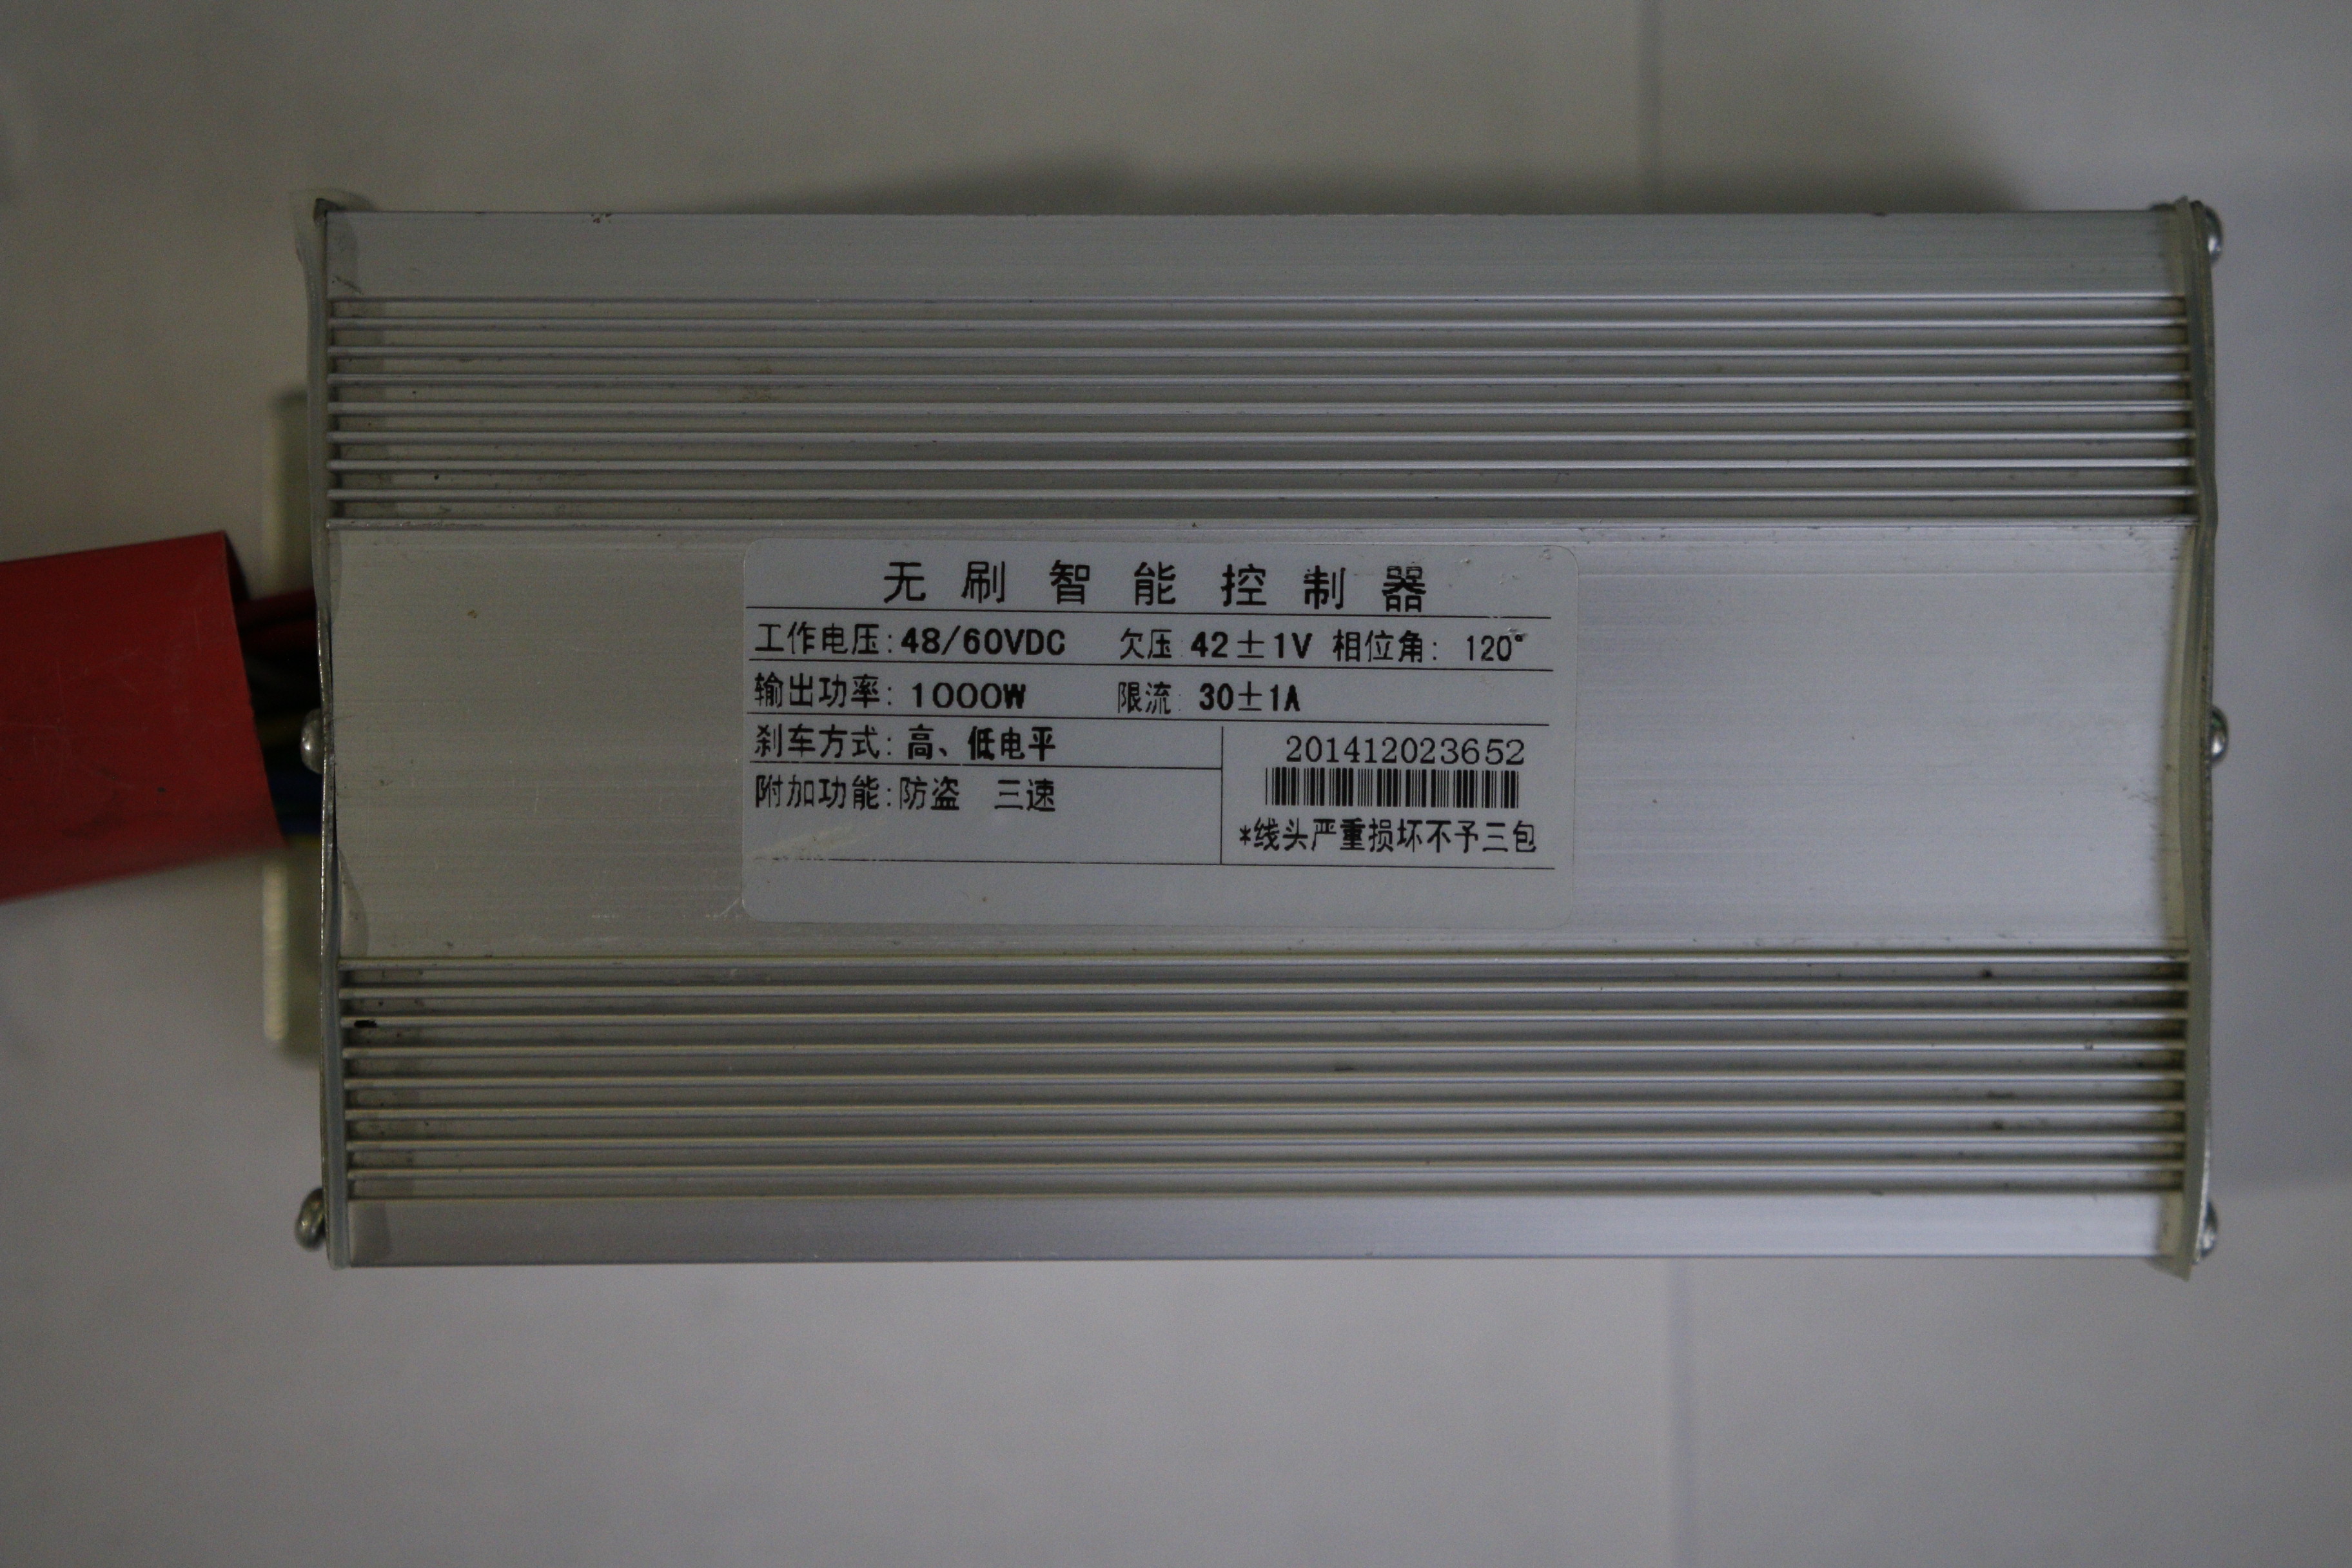 无刷智能控制器
工作电压: 48/60VDC 欠压: 42±1V 相位角: 120°
输出功率: 1000W 限流: 30±1A
刹车方式: 高、低电平
附加功能: 防盗 三速
201412023652
*线头严重损坏不予三包